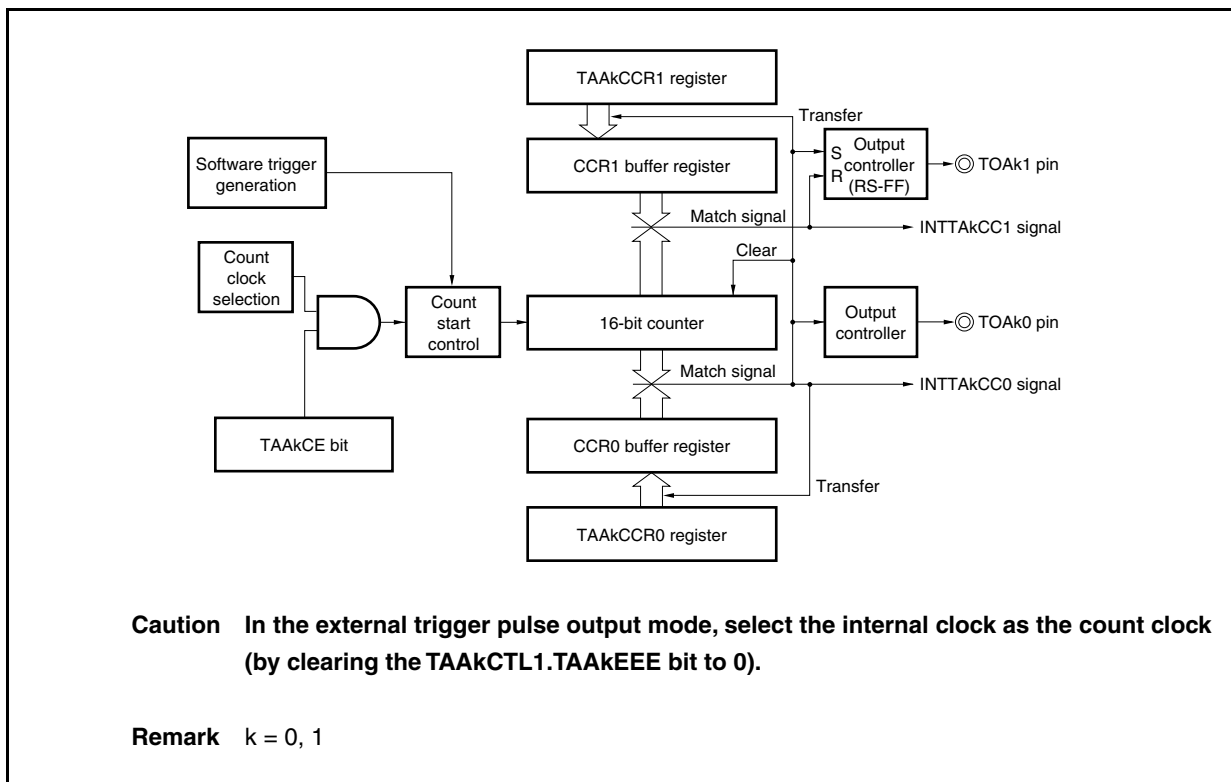 TAAkCCR1 register
Transfer
Software trigger
generation
CCR1 buffer register
S
R
Output
controller
(RS-FF)
TOAk1 pin
Match signal
INTTAkCC1 signal
Count
clock
selection
Clear
Count
start
control
16-bit counter
Output
controller
TOAk0 pin
Match signal
INTTAkCC0 signal
TAAkCE bit
CCR0 buffer register
Transfer
TAAkCCR0 register
Caution In the external trigger pulse output mode, select the internal clock as the count clock
(by clearing the TAAkCTL1.TAAkEEE bit to 0).
Remark k = 0, 1